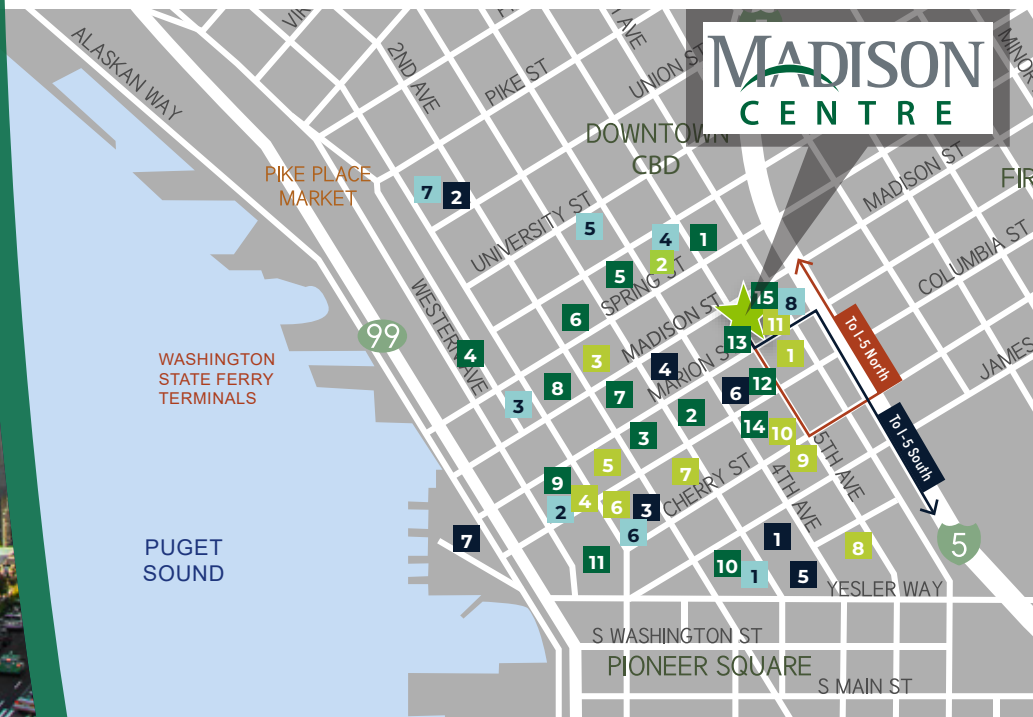 MADISON
CENTRE
ALASKAN WAY
2ND AVE
PIKE ST
UNION ST
DOWNTOWN
CBD
MADISON ST
PIKE PLACE
MARKET
7
2
UNIVERSITY ST
5
4
1
2
COLUMBIA ST
5
SPRING ST
15
8
WESTERN AVE
6
MADISON ST
11
To I-5 North
99
13
4
3
1
JAMES
WASHINGTON
STATE FERRY
TERMINALS
4
MARION ST
12
8
7
6
3
2
To I-5 South
14
10
3
5TH AVE
5
7
9
CHERRY ST
4TH AVE
9
4
2
6
3
6
7
1
8
5
PUGET
SOUND
11
10
1
5
YESLER WAY
S WASHINGTON ST
PIONEER SQUARE
S MAIN ST